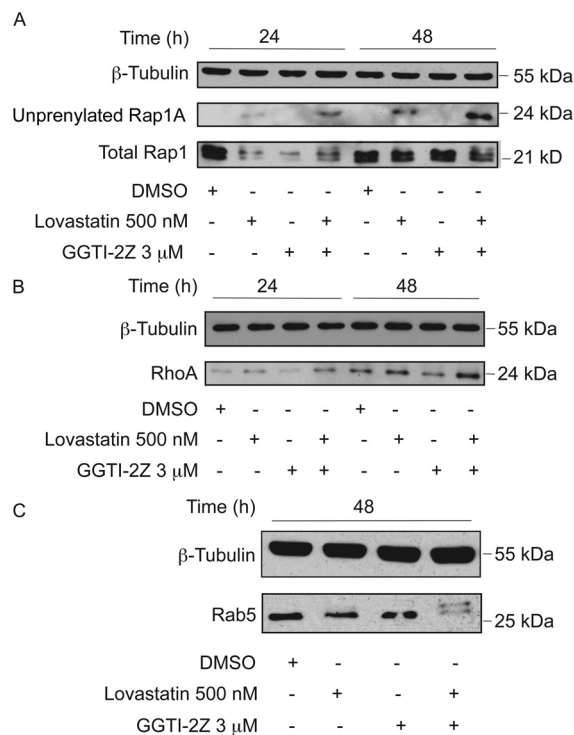 A
Time (h) 24 48
β-Tubulin 55 kDa
Unprenylated Rap1A 24 kDa
Total Rap1 21 kD
DMSO + - - - + - - -
Lovastatin 500 nM - + - + - + - +
GGTI-2Z 3 μM - - + + - - + +
B
Time (h) 24 48
β-Tubulin 55 kDa
RhoA 24 kDa
DMSO + - - - + - - -
Lovastatin 500 nM - + - + - + - +
GGTI-2Z 3 μM - - + + - - + +
C
Time (h) 48
β-Tubulin 55 kDa
Rab5 25 kDa
DMSO + - - -
Lovastatin 500 nM - + - +
GGTI-2Z 3 μM - - + +